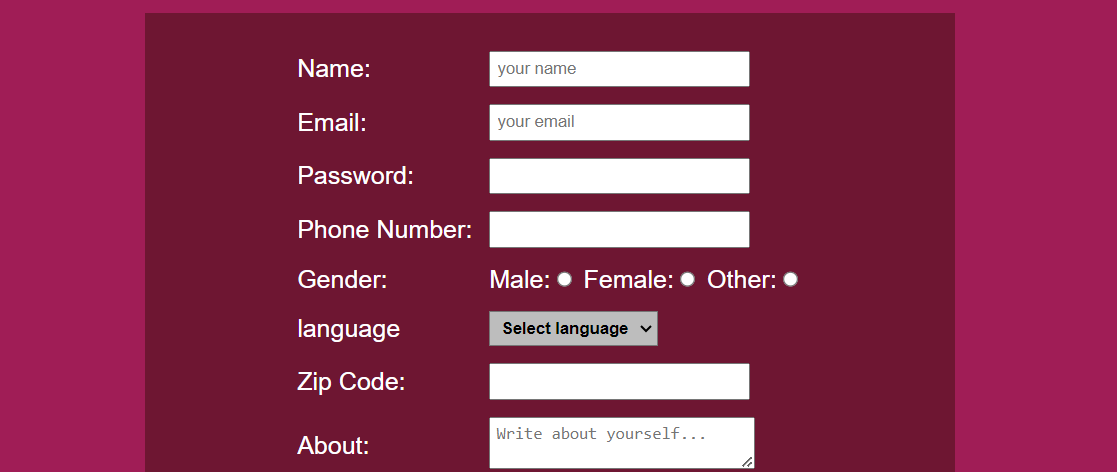 Name: your name
Email: your email
Password:
Phone Number:
Gender: Male: Female: Other:
language Select language
Zip Code:
About: Write about yourself...